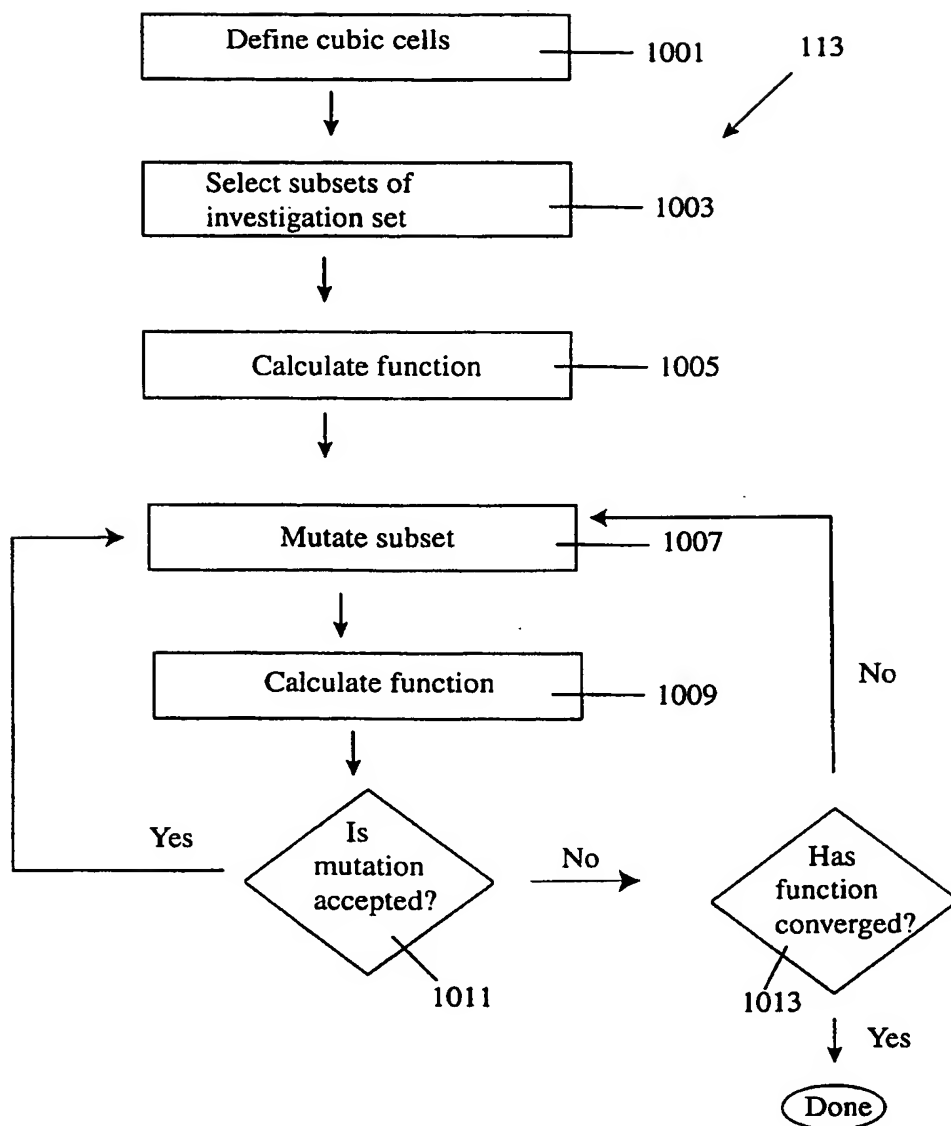 Define cubic cells
1001
113
Select subsets of
investigation set
1003
Calculate function
1005
Mutate subset
1007
Calculate function
1009
No
Yes
Is
mutation
accepted?
No
Has
function
converged?
1011
1013
Yes
Done